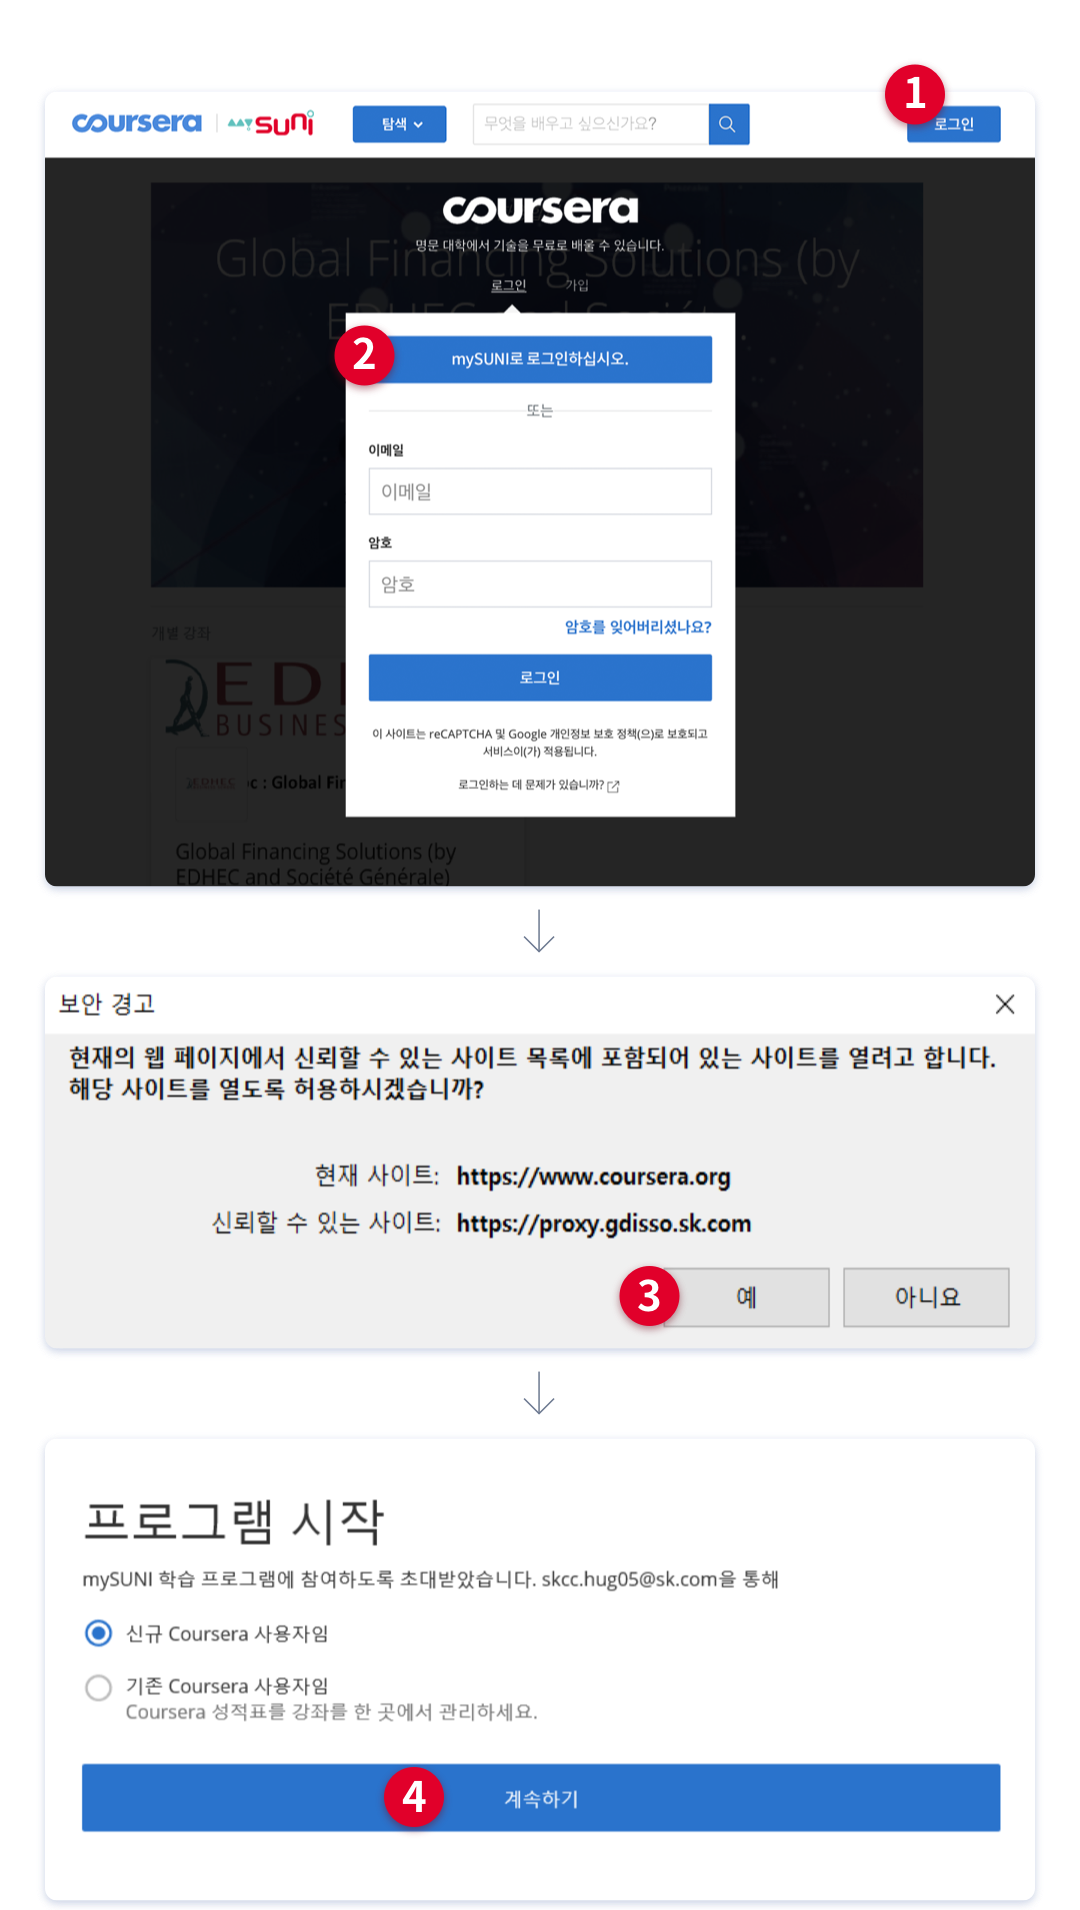 1
coursera
mySUNI
탐색
무엇을 배우고 싶으신가요?
로그인
coursera
명문 대학에서 기술을 무료로 배울 수 있습니다.
Global Financing Solutions (by
로그인 가입
2
mySUNI로 로그인하십시오.
또는
이메일
이메일
암호
암호
암호를 잊어버리셨나요?
로그인
이 사이트는 reCAPTCHA 및 Google 개인정보 보호 정책(으)로 보호되고
서비스이(가) 적용됩니다.
로그인하는 데 문제가 있습니까?
개별 강좌
BUSINES
: Global Fin
Global Financing Solutions (by
EDHEC and Société Générale)
보안 경고
현재의 웹 페이지에서 신뢰할 수 있는 사이트 목록에 포함되어 있는 사이트를 열려고 합니다.
해당 사이트를 열도록 허용하시겠습니까?
현재 사이트: https://www.coursera.org
신뢰할 수 있는 사이트: https://proxy.gdisso.sk.com
3
예
아니요
프로그램 시작
mySUNI 학습 프로그램에 참여하도록 초대받았습니다. skcc.hug05@sk.com을 통해
신규 Coursera 사용자임
기존 Coursera 사용자임
Coursera 성적표를 강좌를 한 곳에서 관리하세요.
4
계속하기